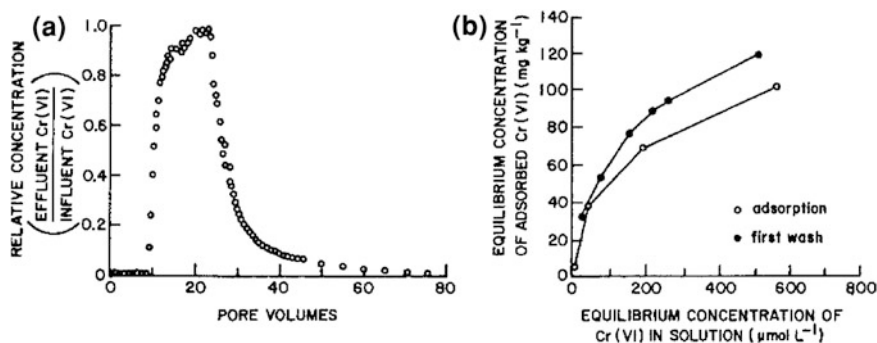 (a)
RELATIVE CONCENTRATION
(EFFLUENT Cr(VI) / INFLUENT Cr(VI))
1.0
0.8
0.6
0.4
0.2
0
0 20 40 60 80
PORE VOLUMES
(b)
EQUILIBRIUM CONCENTRATION
OF ADSORBED Cr(VI) (mg kg⁻¹)
140
120
100
80
60
40
20
0
○ adsorption
● first wash
0 200 400 600 800
EQUILIBRIUM CONCENTRATION OF
Cr(VI) IN SOLUTION (µmol L⁻¹)